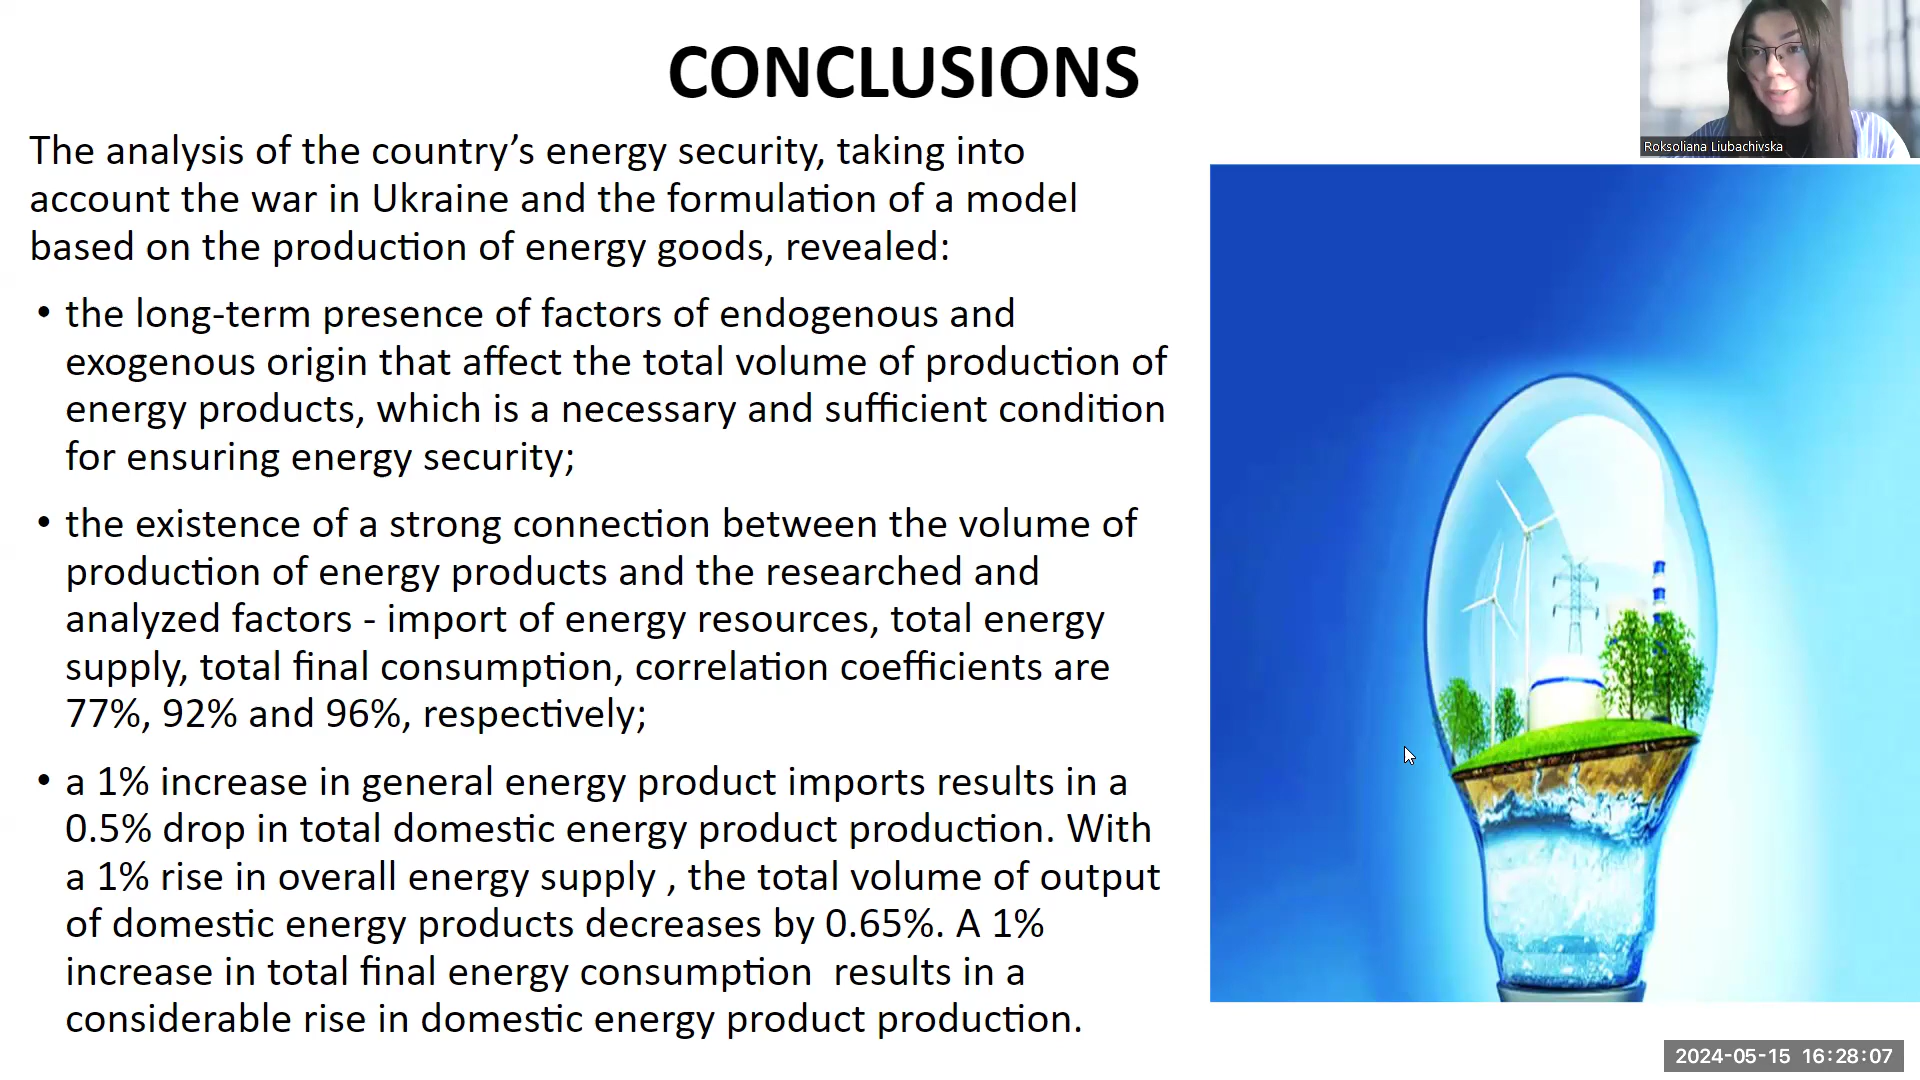 CONCLUSIONS
Roksoliana Liubachivska
The analysis of the country’s energy security, taking into
account the war in Ukraine and the formulation of a model
based on the production of energy goods, revealed:
• the long-term presence of factors of endogenous and
exogenous origin that affect the total volume of production of
energy products, which is a necessary and sufficient condition
for ensuring energy security;
• the existence of a strong connection between the volume of
production of energy products and the researched and
analyzed factors - import of energy resources, total energy
supply, total final consumption, correlation coefficients are
77%, 92% and 96%, respectively;
• a 1% increase in general energy product imports results in a
0.5% drop in total domestic energy product production. With
a 1% rise in overall energy supply , the total volume of output
of domestic energy products decreases by 0.65%. A 1%
increase in total final energy consumption  results in a
considerable rise in domestic energy product production.
2024-05-15 16:28:07